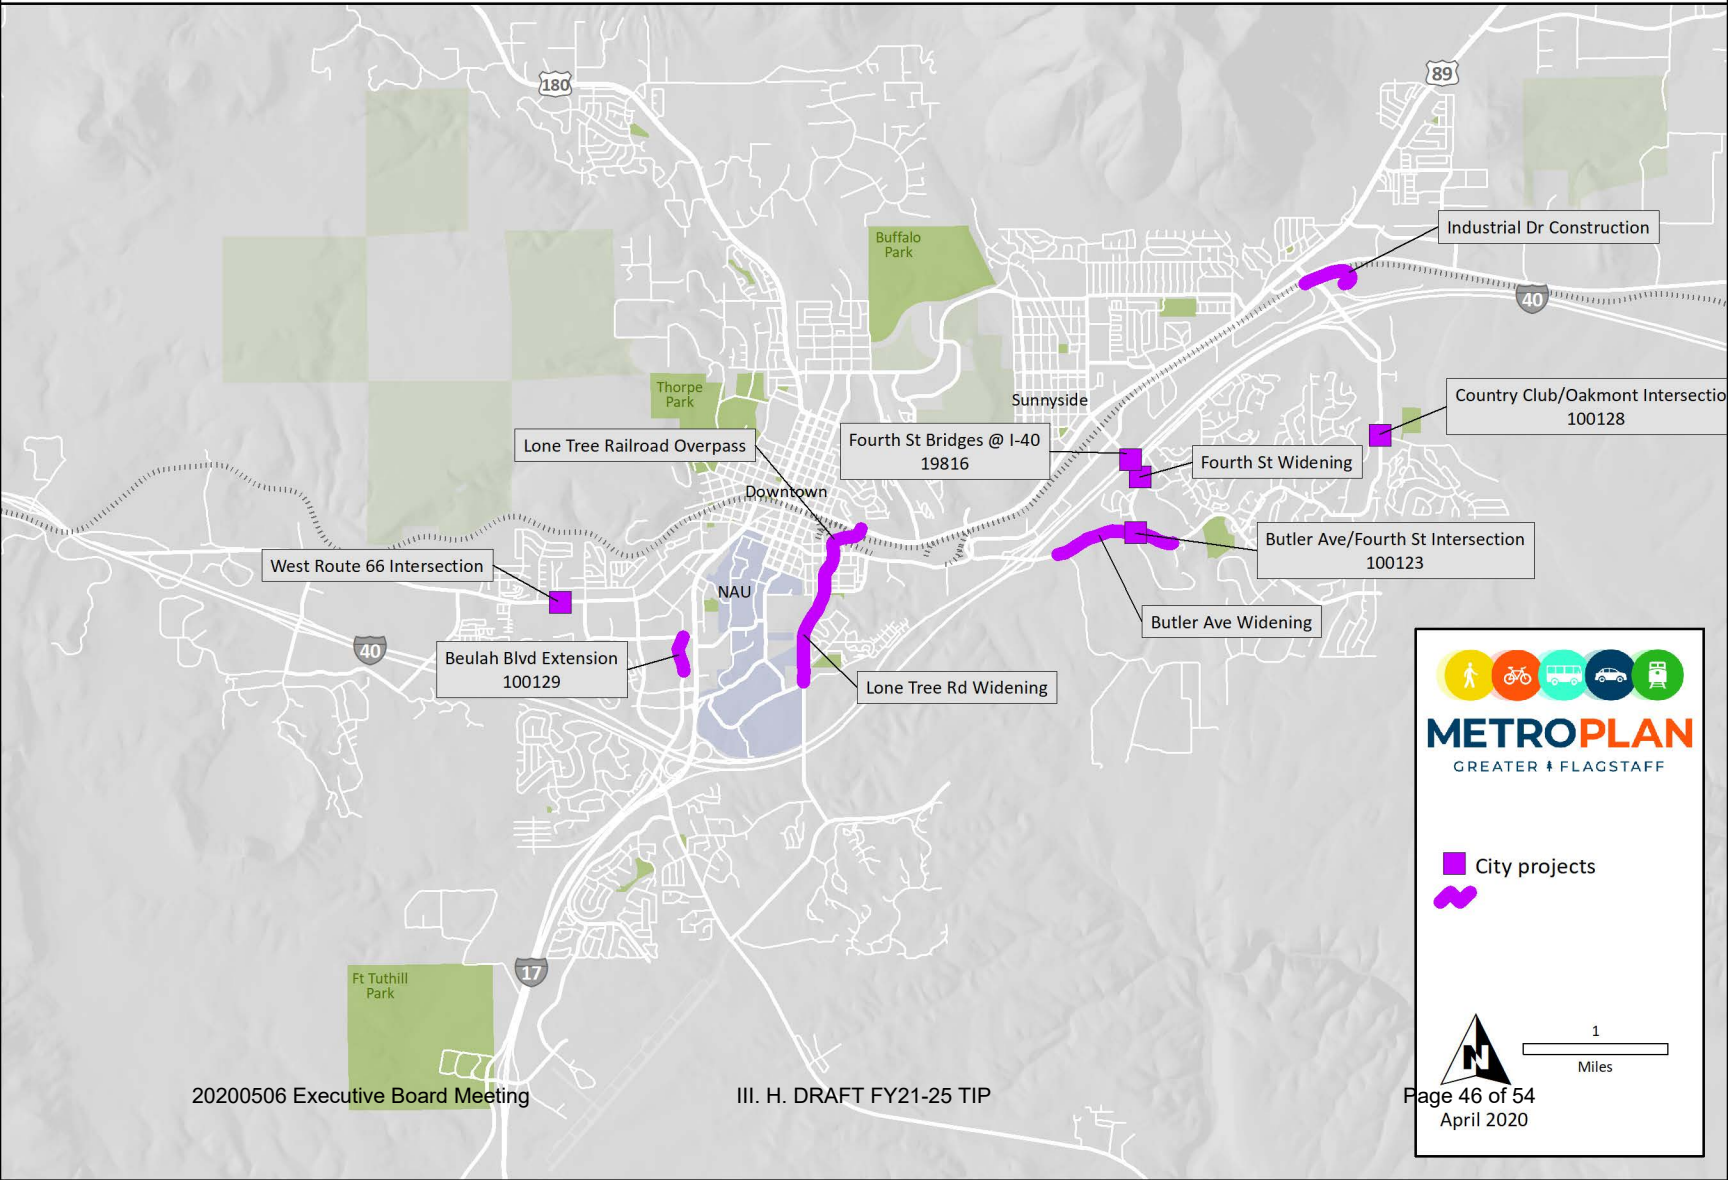 180
89
Industrial Dr Construction
Buffalo
Park
40
Thorpe
Park
Sunnyside
Country Club/Oakmont Intersectio
100128
Lone Tree Railroad Overpass
Fourth St Bridges @ I-40
19816
Fourth St Widening
Downtown
West Route 66 Intersection
Butler Ave/Fourth St Intersection
100123
NAU
Butler Ave Widening
40
Beulah Blvd Extension
100129
Lone Tree Rd Widening
METROPLAN
GREATER FLAGSTAFF
City projects
Ft Tuthill
Park
17
N
1
Miles
20200506 Executive Board Meeting
III. H. DRAFT FY21-25 TIP
Page 46 of 54
April 2020